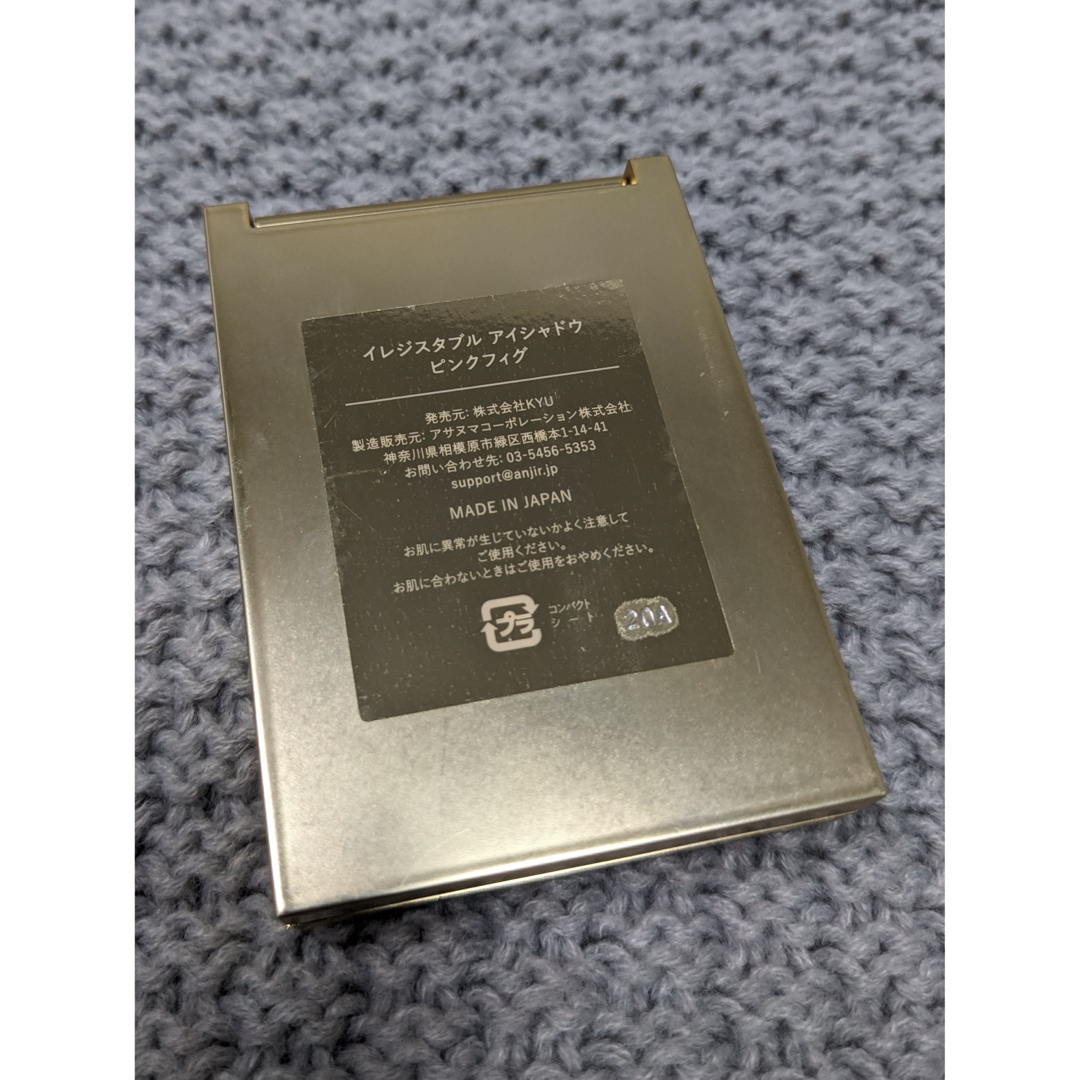 イレジスタブル アイシャドウ
ピンクフィグ
発売元: 株式会社KYU
製造販売元: アサヌマコーポレーション株式会社
神奈川県相模原市緑区西橋本1-14-41
お問い合わせ先: 03-5456-5353
support@anjir.jp
MADE IN JAPAN
お肌に異常が生じていないかよく注意して
ご使用ください。
お肌に合わないときはご使用をおやめください。
プラ
コンパクト
シート
20A